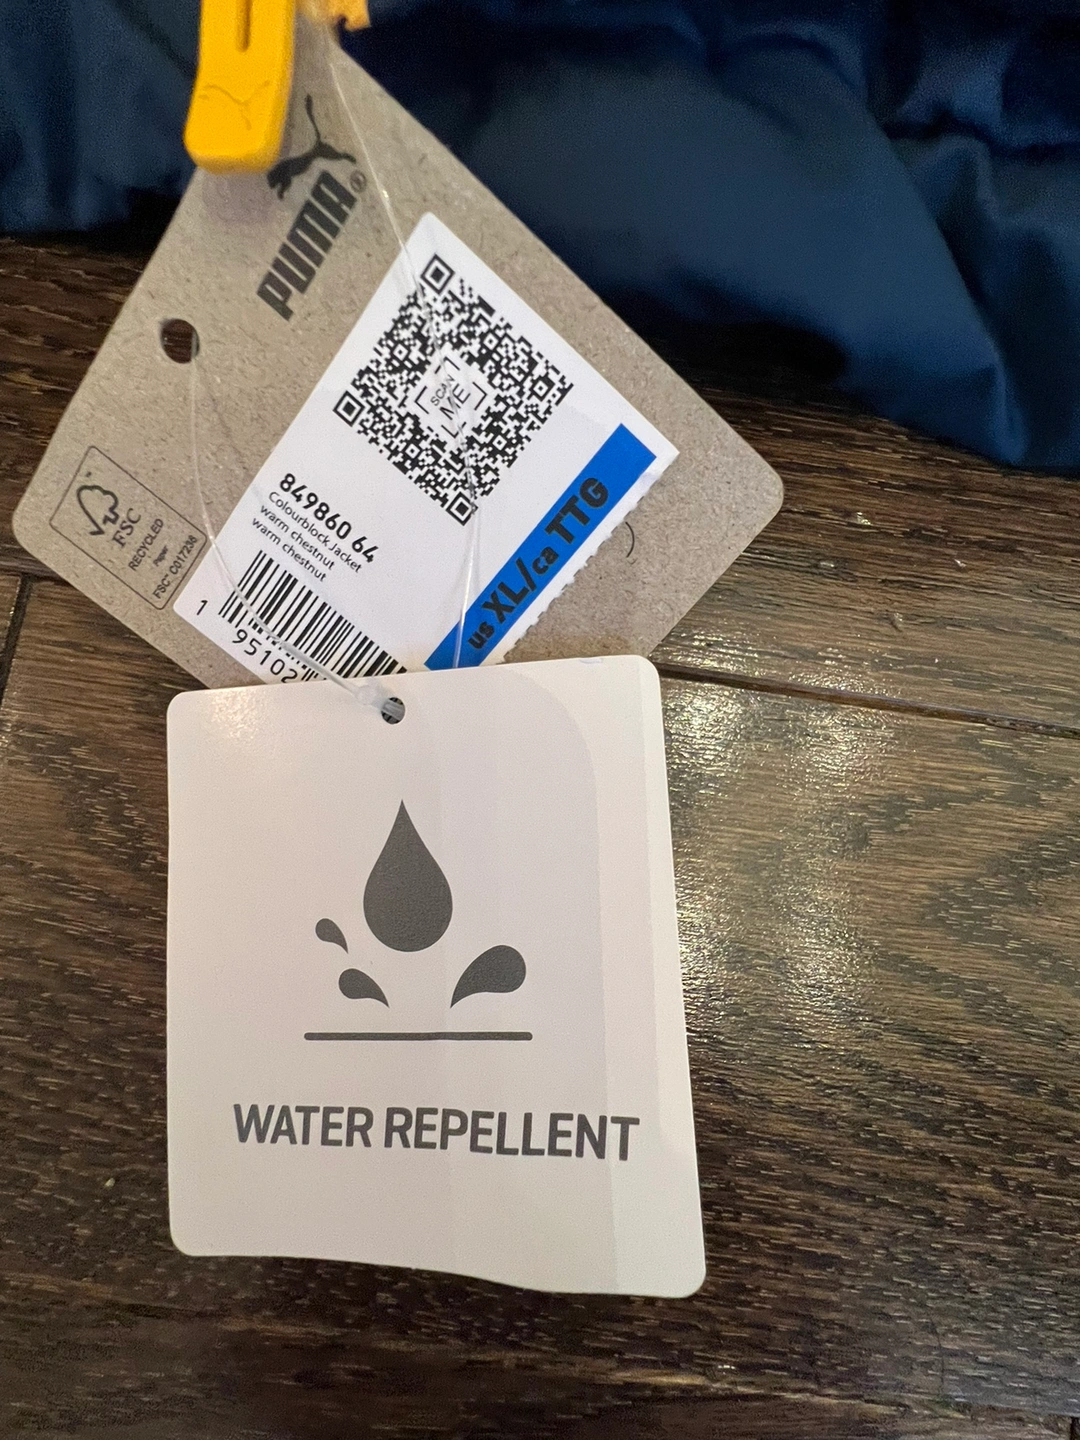 PUMA®
SCAN
ME
849860 64
Colourblock Jacket
warm chestnut
warm chestnut
us XL/ca TTG
1 95102
FSC
RECYCLED
Paper
FSC® C017238
WATER REPELLENT